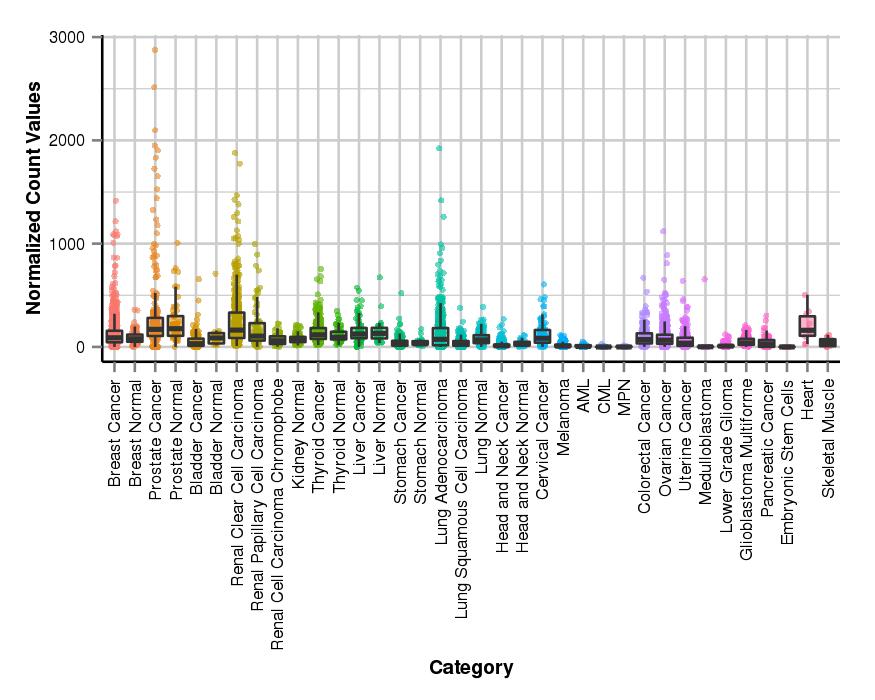 3000
2000
1000
0
Normalized Count Values
Breast Cancer
Breast Normal
Prostate Cancer
Prostate Normal
Bladder Cancer
Bladder Normal
Renal Clear Cell Carcinoma
Renal Papillary Cell Carcinoma
Renal Cell Carcinoma Chromophobe
Kidney Normal
Thyroid Cancer
Thyroid Normal
Liver Cancer
Liver Normal
Stomach Cancer
Stomach Normal
Lung Adenocarcinoma
Lung Squamous Cell Carcinoma
Lung Normal
Head and Neck Cancer
Head and Neck Normal
Cervical Cancer
Melanoma
AML
CML
MPN
Colorectal Cancer
Ovarian Cancer
Uterine Cancer
Medulloblastoma
Lower Grade Glioma
Glioblastoma Multiforme
Pancreatic Cancer
Embryonic Stem Cells
Heart
Skeletal Muscle
Category